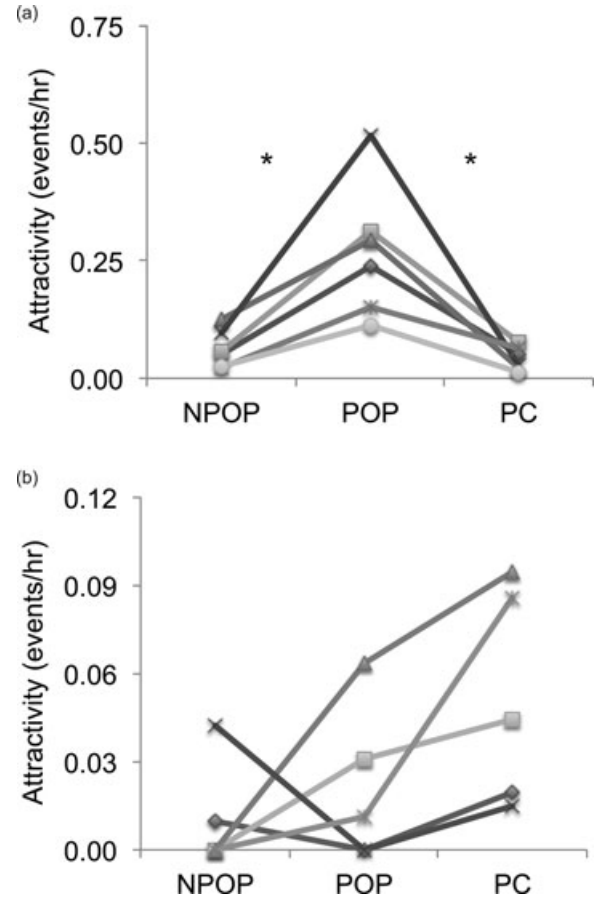 (a)
0.75
0.50
0.25
0.00
Attractivity (events/hr)
* *
NPOP POP PC
(b)
0.12
0.09
0.06
0.03
0.00
Attractivity (events/hr)
NPOP POP PC